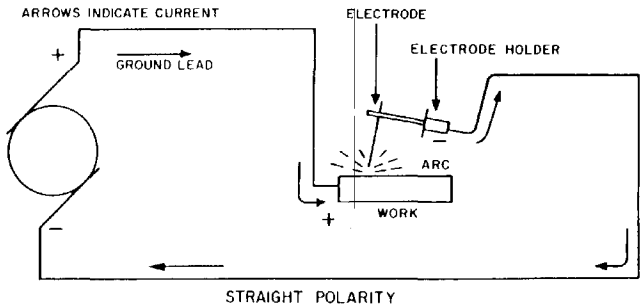 ARROWS INDICATE CURRENT
ELECTRODE
+
GROUND LEAD
ELECTRODE HOLDER
−
ARC
+
WORK
−
STRAIGHT POLARITY